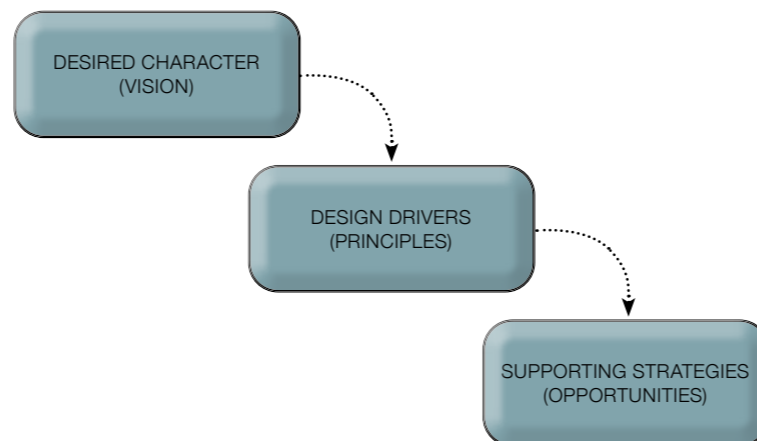 DESIRED CHARACTER
(VISION)
DESIGN DRIVERS
(PRINCIPLES)
SUPPORTING STRATEGIES
(OPPORTUNITIES)